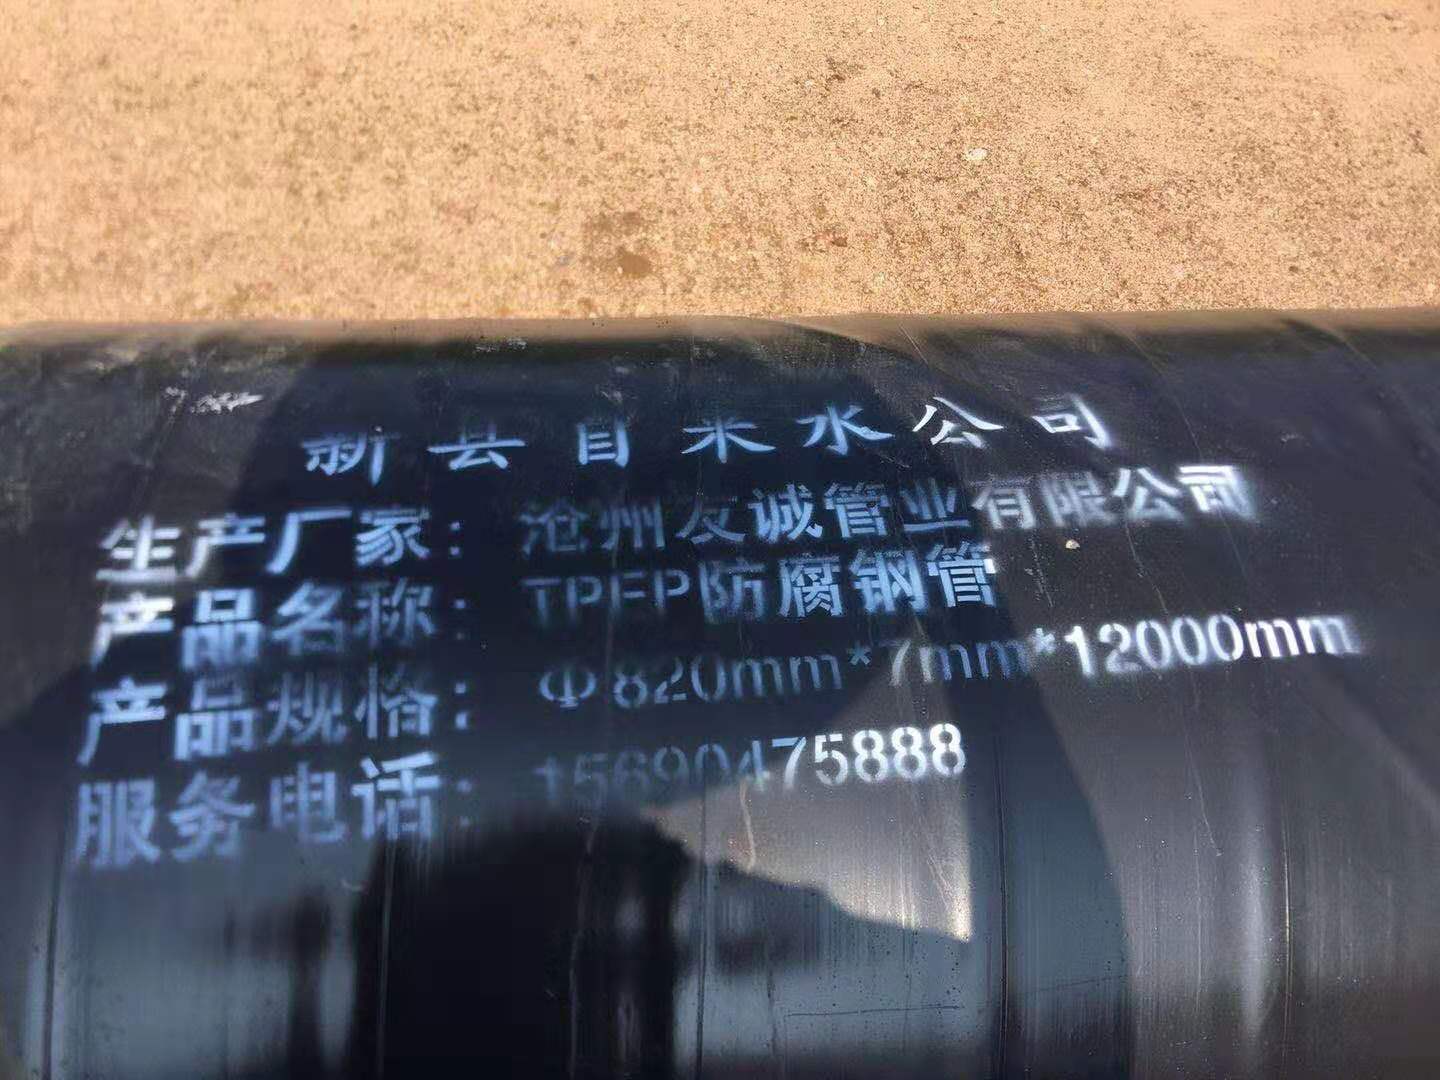 新县自来水公司
生产厂家：沧州友诚管业有限公司
产品名称：TPEP防腐钢管
产品规格：Φ820mm*7mm*12000mm
服务电话：15690475888